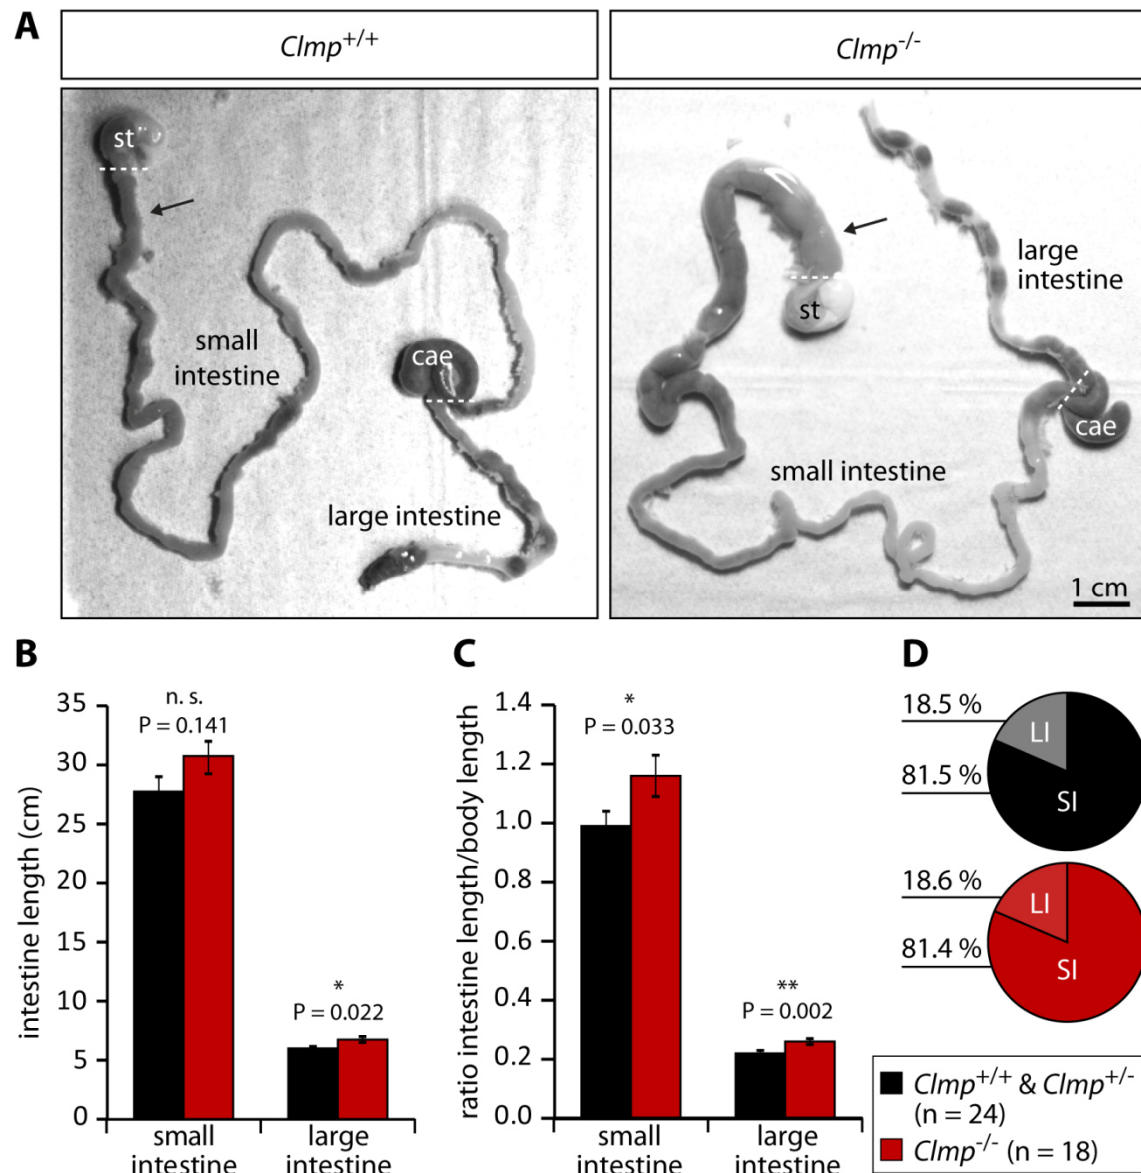 A
Clmp+/+
Clmp-/-
st
small
intestine
cae
large intestine
large
intestine
st
cae
small intestine
1 cm
B
intestine length (cm)
35
30
25
20
15
10
5
0
n. s.
P = 0.141
*
P = 0.022
small
intestine
large
intestine
C
ratio intestine length/body length
1.4
1.2
1.0
0.8
0.6
0.4
0.2
0.0
*
P = 0.033
**
P = 0.002
small
intestine
large
intestine
D
18.5 %
81.5 %
LI
SI
18.6 %
81.4 %
LI
SI
Clmp+/+ & Clmp+/-
(n = 24)
Clmp-/- (n = 18)